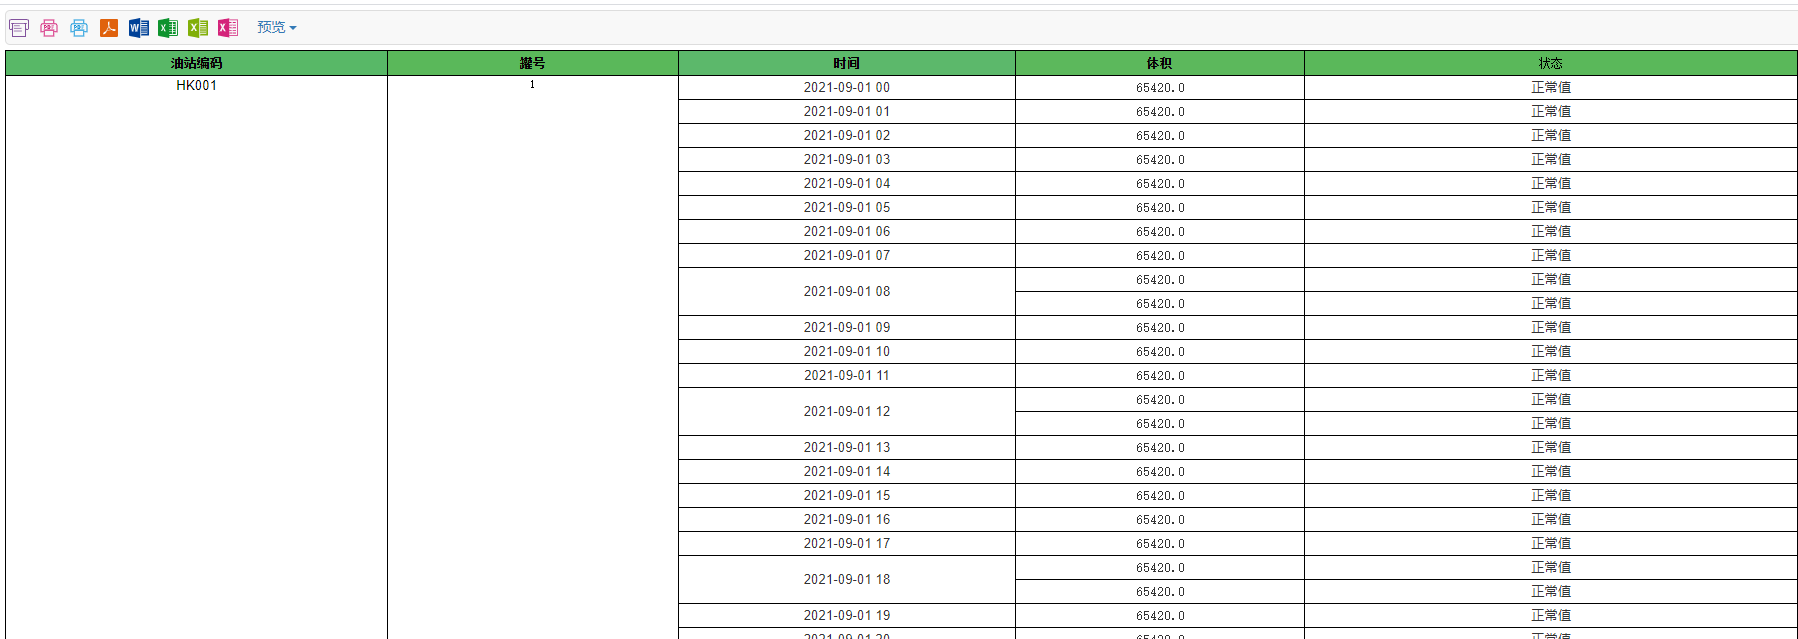 预览
油站编码 罐号 时间 体积 状态
HK001 1 2021-09-01 00 65420.0 正常值
2021-09-01 01 65420.0 正常值
2021-09-01 02 65420.0 正常值
2021-09-01 03 65420.0 正常值
2021-09-01 04 65420.0 正常值
2021-09-01 05 65420.0 正常值
2021-09-01 06 65420.0 正常值
2021-09-01 07 65420.0 正常值
2021-09-01 08 65420.0 正常值
65420.0 正常值
2021-09-01 09 65420.0 正常值
2021-09-01 10 65420.0 正常值
2021-09-01 11 65420.0 正常值
2021-09-01 12 65420.0 正常值
65420.0 正常值
2021-09-01 13 65420.0 正常值
2021-09-01 14 65420.0 正常值
2021-09-01 15 65420.0 正常值
2021-09-01 16 65420.0 正常值
2021-09-01 17 65420.0 正常值
2021-09-01 18 65420.0 正常值
65420.0 正常值
2021-09-01 19 65420.0 正常值
2021-09-01 20 65420.0 正常值